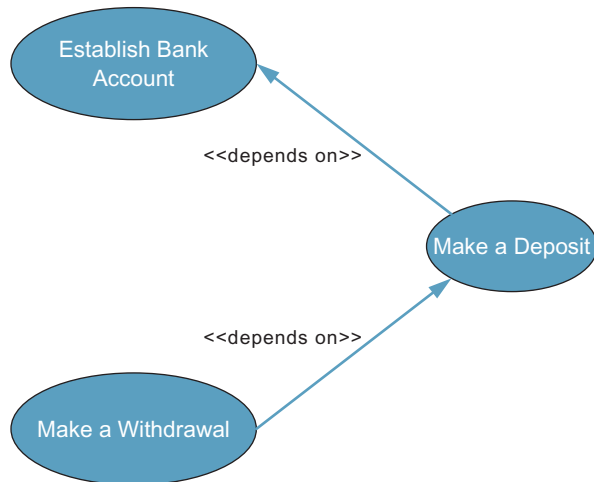 Establish Bank
Account
<<depends on>>
Make a Deposit
<<depends on>>
Make a Withdrawal